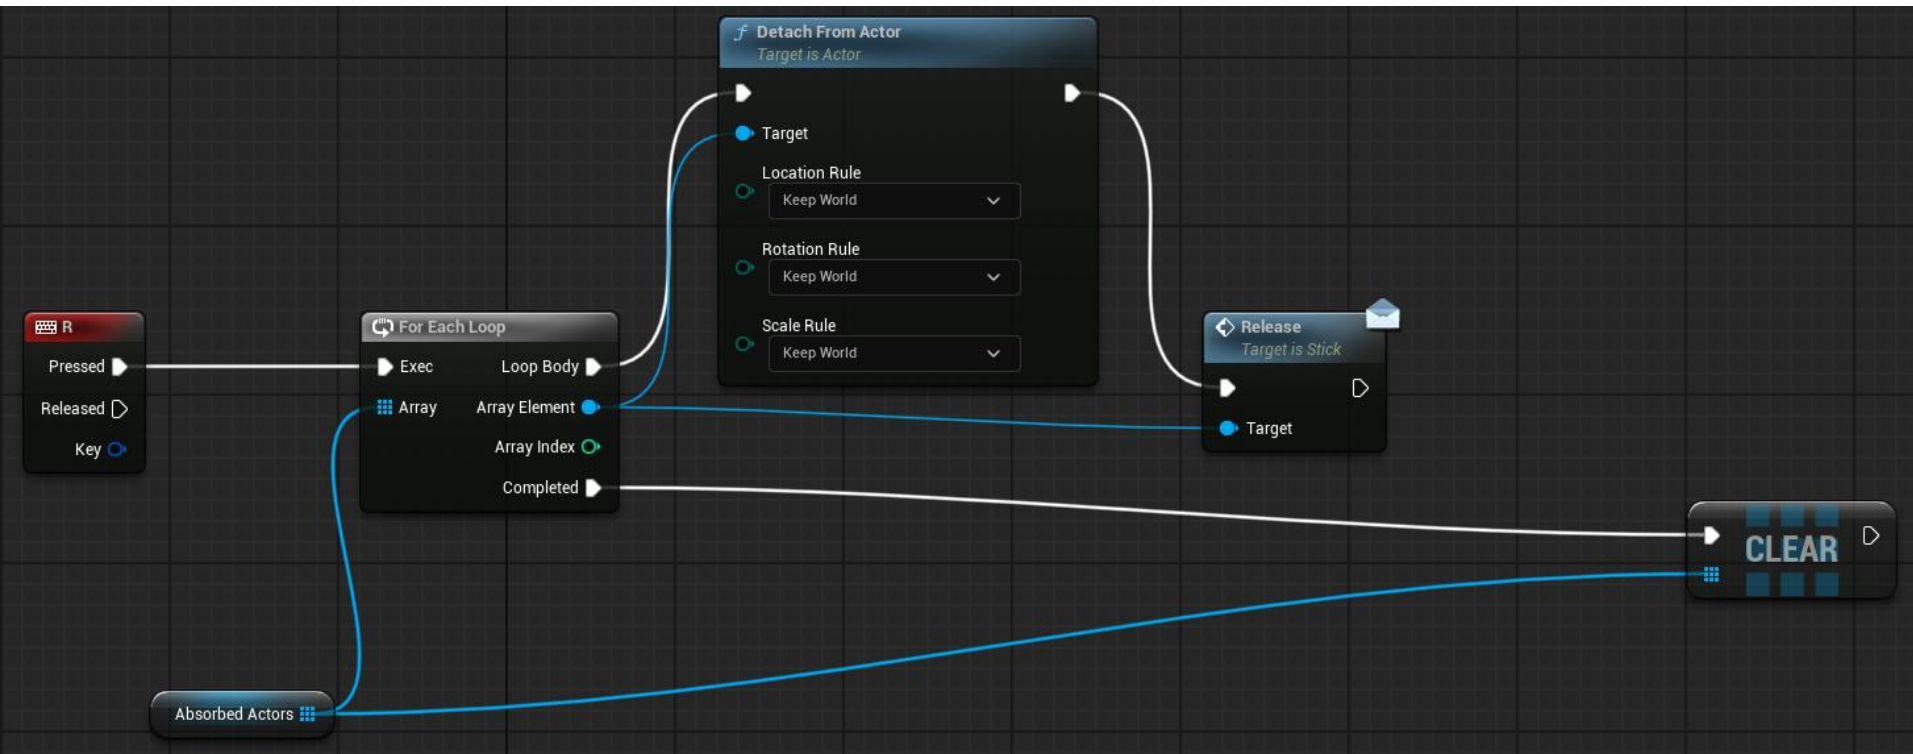 Detach From Actor
Target is Actor
Target
Location Rule
Keep World
Rotation Rule
Keep World
Scale Rule
Keep World
R
Pressed
Released
Key
For Each Loop
Exec
Loop Body
Array
Array Element
Array Index
Completed
Release
Target is Stick
Target
CLEAR
Absorbed Actors